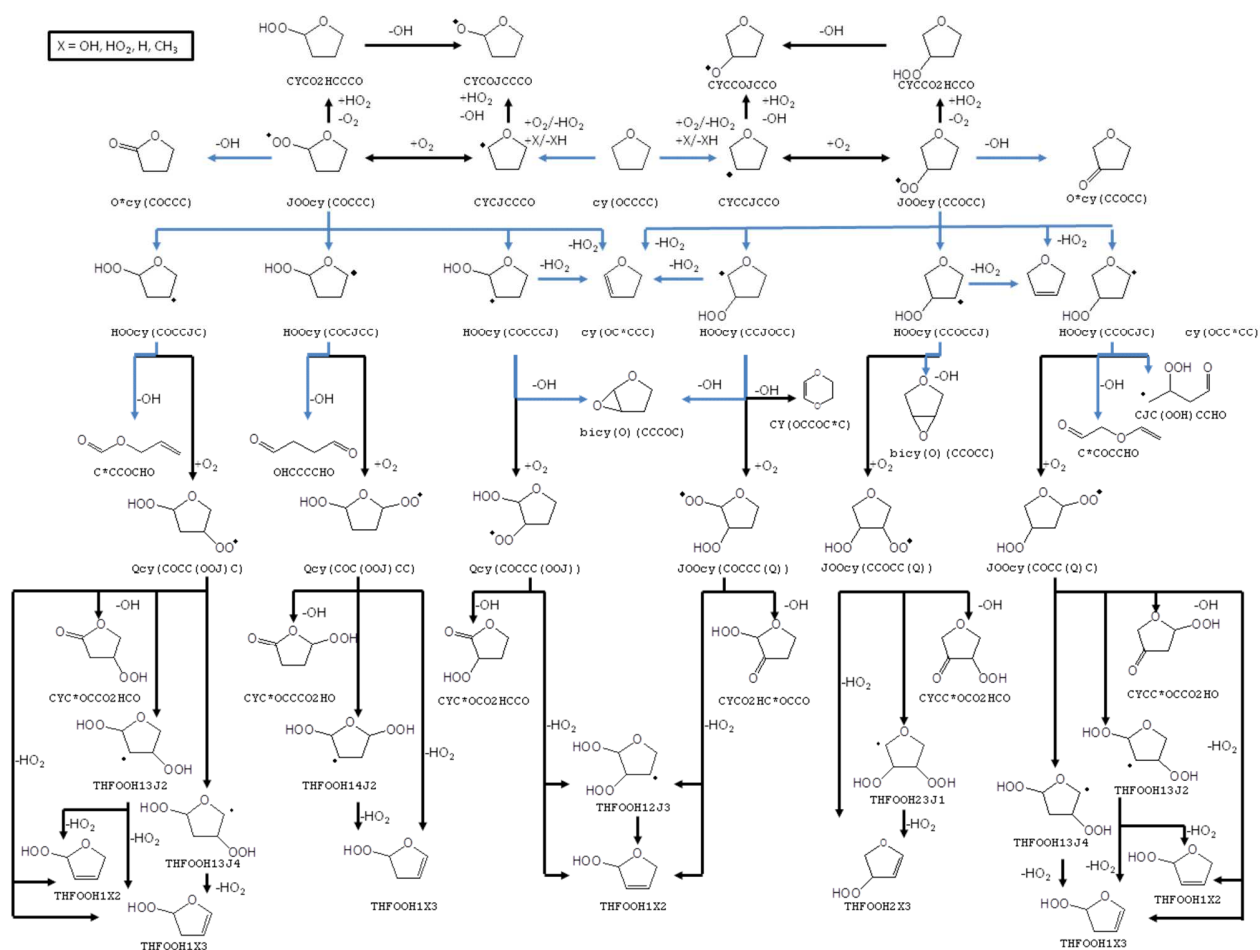 X = OH, HO2, H, CH3
HOO O
-OH
◆O O
O
-OH
O
◆O
HOO
CYCO2HCCCO
CYCOJCCCO
CYCCOJCCO
CYCCO2HCCO
+HO2
-O2
+HO2
-OH
+HO2
-OH
+HO2
-O2
+O2/-HO2
+X/-XH
+O2/-HO2
+X/-XH
-OH
+O2
+O2
-OH
O*cy(COCCC)
JOOcy(COCCC)
CYCJCCCO
cy(OCCCC)
CYCCJCCO
JOOcy(CCOCC)
O*cy(CCOCC)
-HO2
-HO2
-HO2
-HO2
-HO2
-HO2
HOOcy(COCCJC)
HOOcy(COCJCC)
HOOcy(COCCCJ)
cy(OC*CCC)
HOOcy(CCJOCC)
HOOcy(CCOCCJ)
HOOcy(CCOCJC)
cy(OCC*CC)
-OH
-OH
-OH
-OH
-OH
-OH
-OH
C*CCOCHO
OHCCCCHO
bicy(O)(CCCOC)
CY(OCCOC*C)
bicy(O)(CCOCC)
CJC(OOH)CCHO
C*COCCHO
+O2
+O2
+O2
+O2
+O2
+O2
Qcy(COCC(OOJ)C)
Qcy(COC(OOJ)CC)
Qcy(COCCC(OOJ))
JOOcy(COCCC(Q))
JOOcy(CCOCC(Q))
JOOcy(COCC(Q)C)
-OH
-OH
-OH
-OH
-OH
-OH
CYC*OCCO2HCO
CYC*OCCCO2HO
CYC*OCO2HCCO
CYCO2HC*OCCO
CYCC*OCO2HCO
CYCC*OCCO2HO
-HO2
-HO2
-HO2
-HO2
-HO2
-HO2
THFOOH13J2
THFOOH14J2
THFOOH12J3
THFOOH23J1
THFOOH13J2
THFOOH13J4
THFOOH13J4
-HO2
-HO2
-HO2
-HO2
-HO2
-HO2
-HO2
-HO2
-HO2
THFOOH1X2
THFOOH1X3
THFOOH1X3
THFOOH1X2
THFOOH2X3
THFOOH1X2
THFOOH1X3